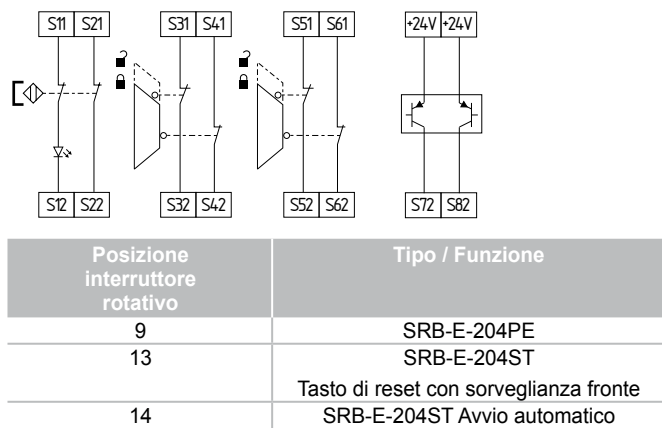 S11 S21 S31 S41 S51 S61 +24V +24V
S12 S22 S32 S42 S52 S62 S72 S82
Posizione interruttore rotativo
Tipo / Funzione
9 SRB-E-204PE
13 SRB-E-204ST
Tasto di reset con sorveglianza fronte
14 SRB-E-204ST Avvio automatico